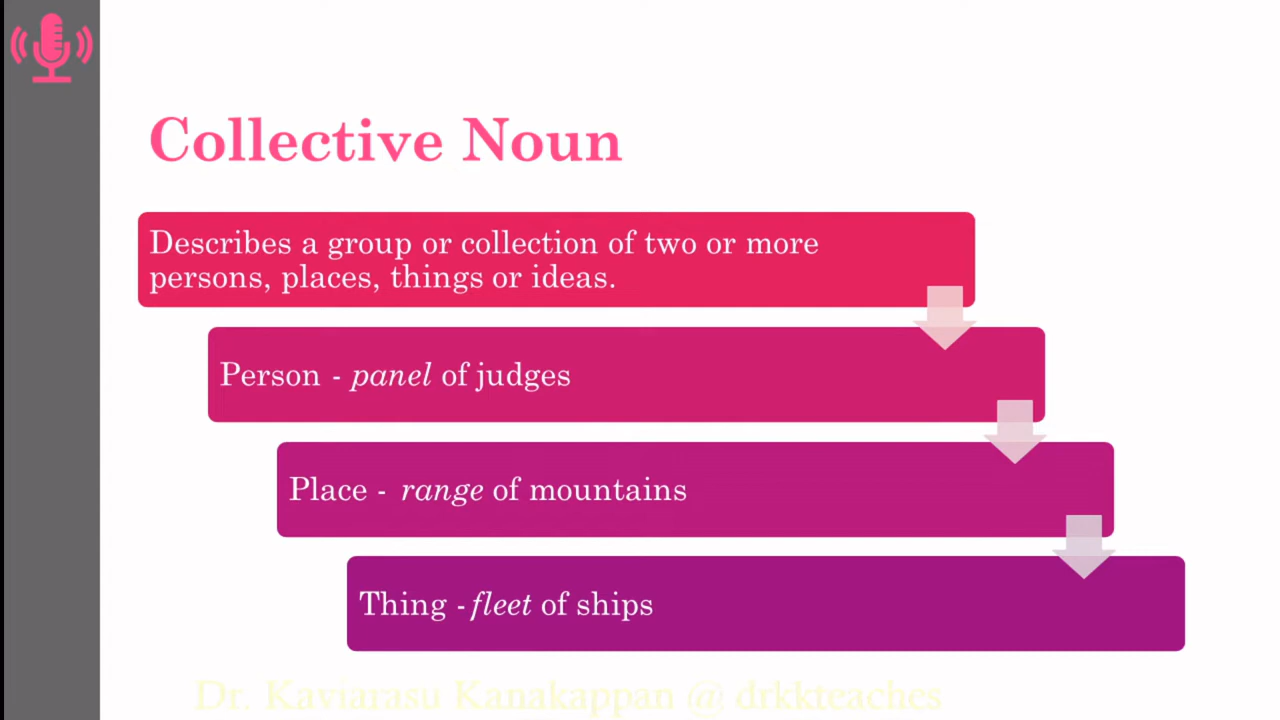 Collective Noun
Describes a group or collection of two or more
persons, places, things or ideas.
Person - panel of judges
Place - range of mountains
Thing - fleet of ships
Dr. Kaviarasu Kanakappan @ drkkteaches